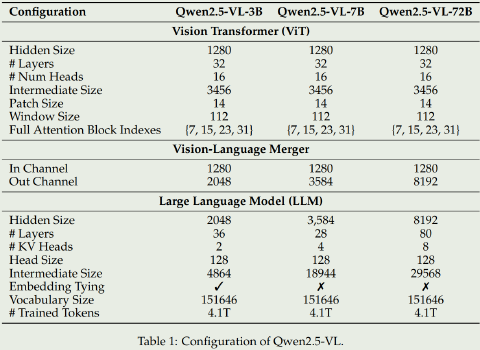 Configuration Qwen2.5-VL-3B Qwen2.5-VL-7B Qwen2.5-VL-72B
Vision Transformer (ViT)
Hidden Size 1280 1280 1280
# Layers 32 32 32
# Num Heads 16 16 16
Intermediate Size 3456 3456 3456
Patch Size 14 14 14
Window Size 112 112 112
Full Attention Block Indexes {7, 15, 23, 31} {7, 15, 23, 31} {7, 15, 23, 31}
Vision-Language Merger
In Channel 1280 1280 1280
Out Channel 2048 3584 8192
Large Language Model (LLM)
Hidden Size 2048 3,584 8192
# Layers 36 28 80
# KV Heads 2 4 8
Head Size 128 128 128
Intermediate Size 4864 18944 29568
Embedding Tying ✓ ✗ ✗
Vocabulary Size 151646 151646 151646
# Trained Tokens 4.1T 4.1T 4.1T
Table 1: Configuration of Qwen2.5-VL.